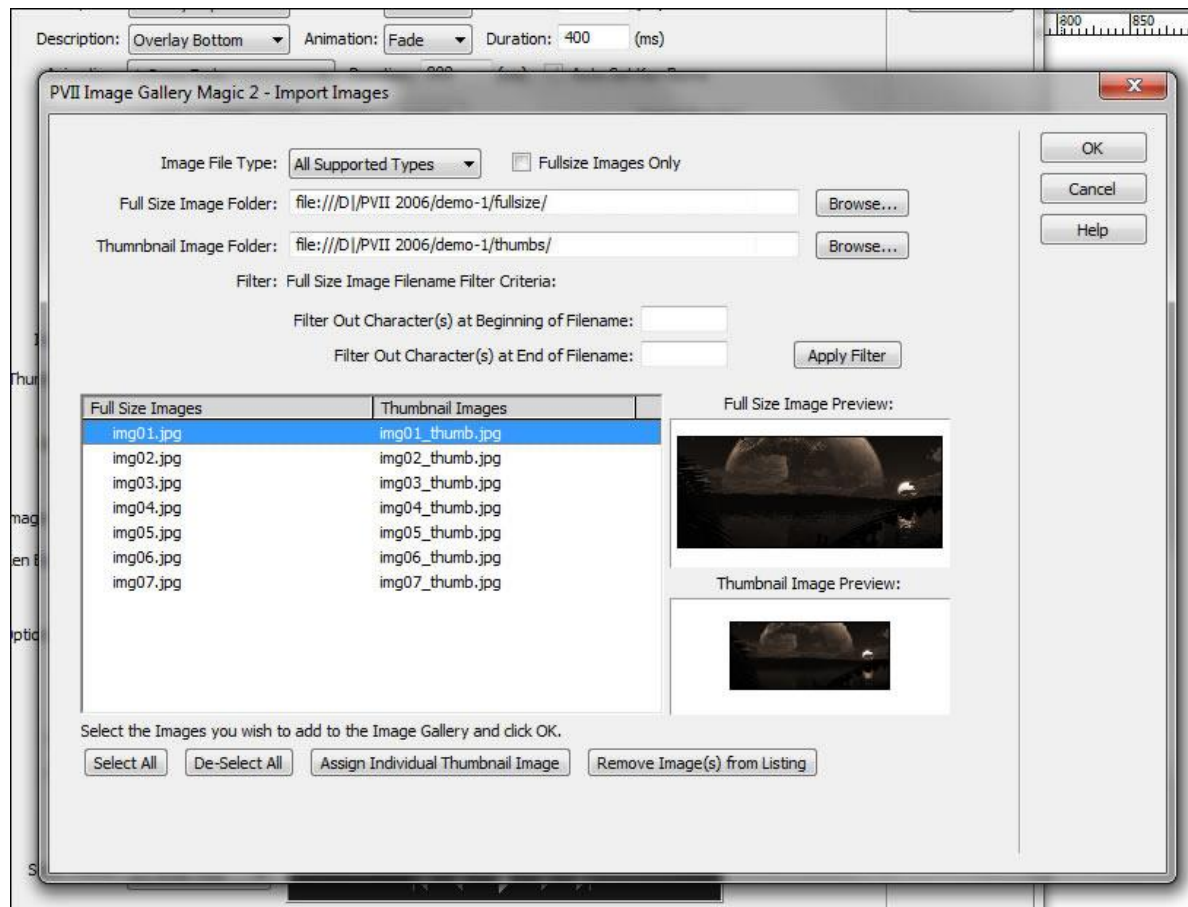 800 850
Description: Overlay Bottom Animation: Fade Duration: 400 (ms)
PVII Image Gallery Magic 2 - Import Images
Image File Type: All Supported Types Fullsize Images Only
OK
Full Size Image Folder: file:///D|/PVII 2006/demo-1/fullsize/ Browse...
Cancel
Thumnbnail Image Folder: file:///D|/PVII 2006/demo-1/thumbs/ Browse...
Help
Filter: Full Size Image Filename Filter Criteria:
Filter Out Character(s) at Beginning of Filename:
Filter Out Character(s) at End of Filename: Apply Filter
Full Size Images Thumbnail Images
Full Size Image Preview:
img01.jpg img01_thumb.jpg
img02.jpg img02_thumb.jpg
img03.jpg img03_thumb.jpg
img04.jpg img04_thumb.jpg
img05.jpg img05_thumb.jpg
img06.jpg img06_thumb.jpg
img07.jpg img07_thumb.jpg
Thumbnail Image Preview:
Select the Images you wish to add to the Image Gallery and click OK.
Select All De-Select All Assign Individual Thumbnail Image Remove Image(s) from Listing